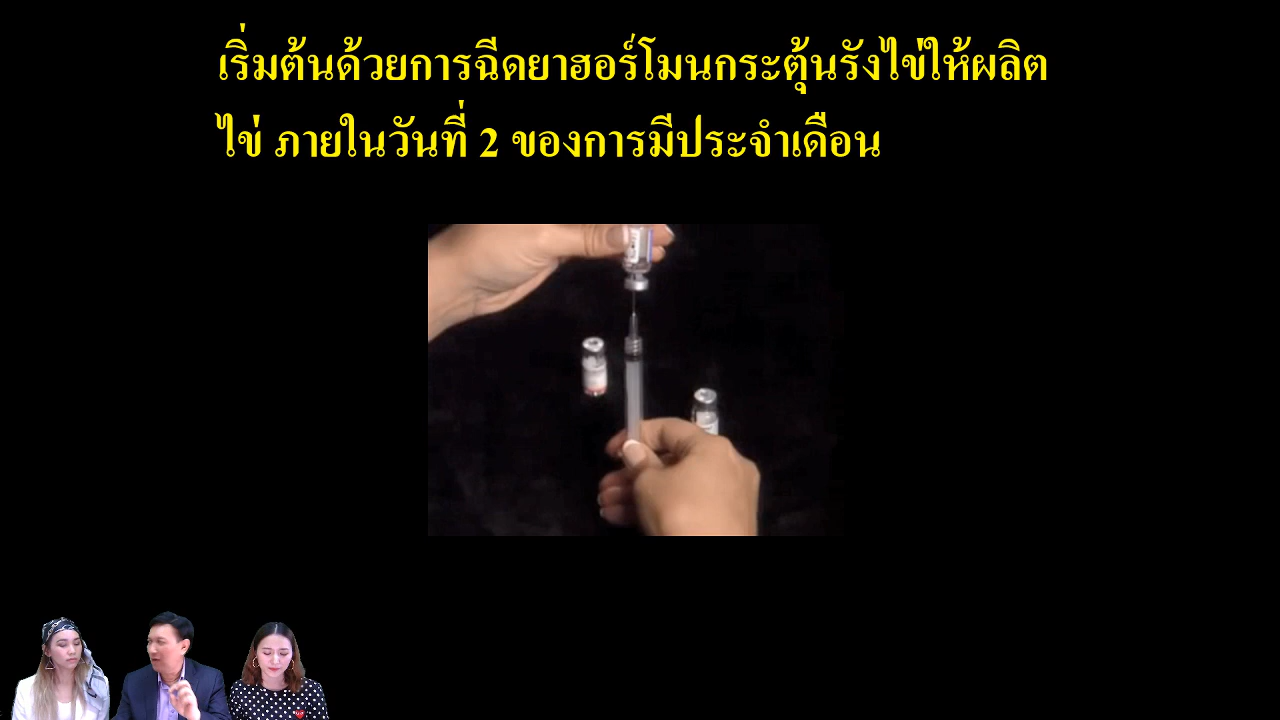 เริ่มต้นด้วยการฉีดยาฮอร์โมนกระตุ้นรังไข่ให้ผลิต
ไข่ ภายในวันที่ 2 ของการมีประจำเดือน